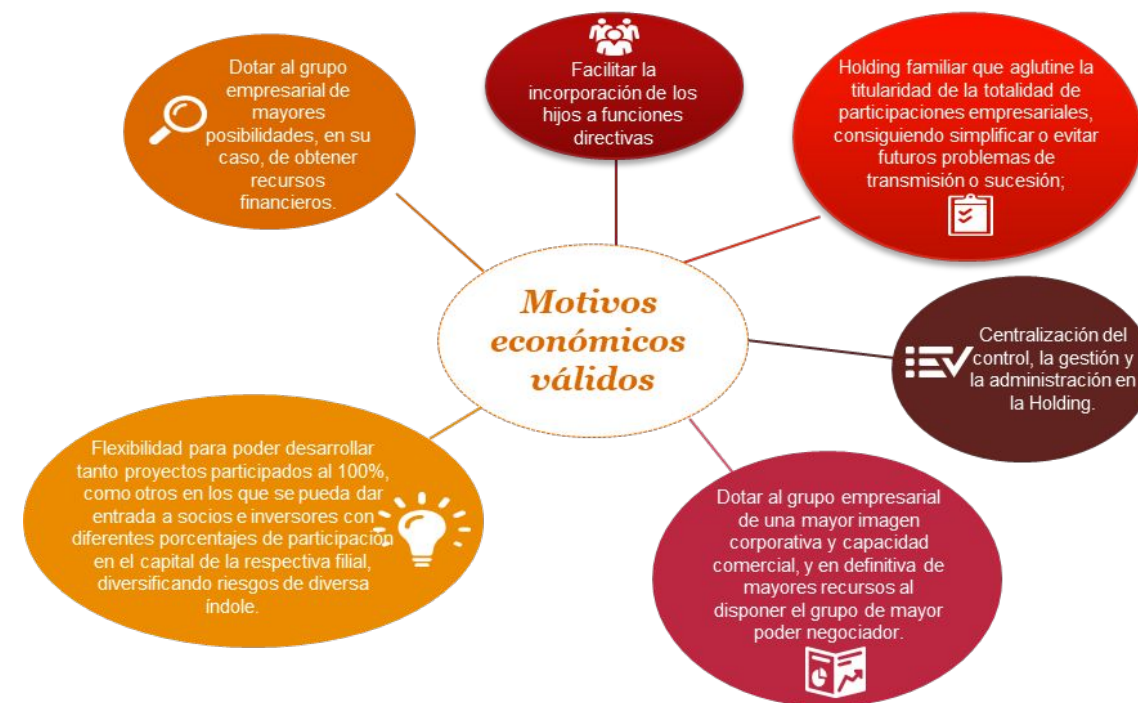 Dotar al grupo
empresarial de
mayores
posibilidades, en su
caso, de obtener
recursos
financieros.
Facilitar la
incorporación de los
hijos a funciones
directivas
Holding familiar que aglutine la
titularidad de la totalidad de
participaciones empresariales,
consiguiendo simplificar o evitar
futuros problemas de
transmisión o sucesión;
Motivos
económicos
válidos
Centralización del
control, la gestión y
la administración en
la Holding.
Flexibilidad para poder desarrollar
tanto proyectos participados al 100%,
como otros en los que se pueda dar
entrada a socios e inversores con
diferentes porcentajes de participación
en el capital de la respectiva filial,
diversificando riesgos de diversa
índole.
Dotar al grupo empresarial
de una mayor imagen
corporativa y capacidad
comercial, y en definitiva de
mayores recursos al
disponer el grupo de mayor
poder negociador.